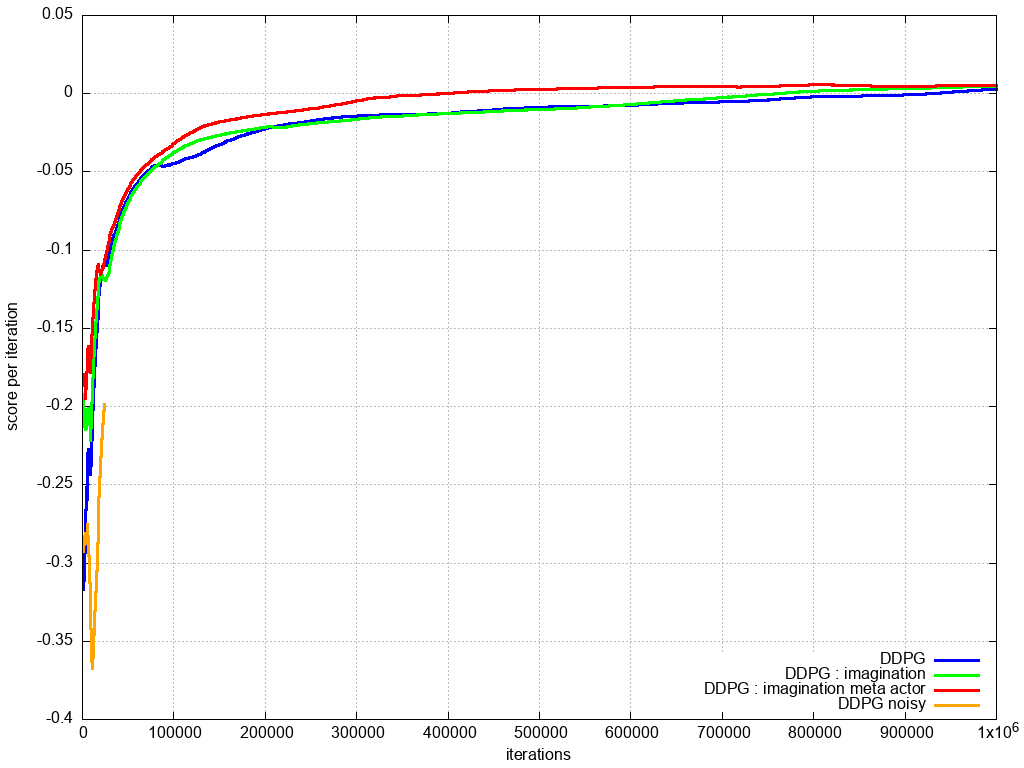 0.05
0
-0.05
-0.1
-0.15
-0.2
-0.25
-0.3
-0.35
-0.4
score per iteration
DDPG
DDPG : imagination
DDPG : imagination meta actor
DDPG noisy
0 100000 200000 300000 400000 500000 600000 700000 800000 900000 1x10⁶
iterations